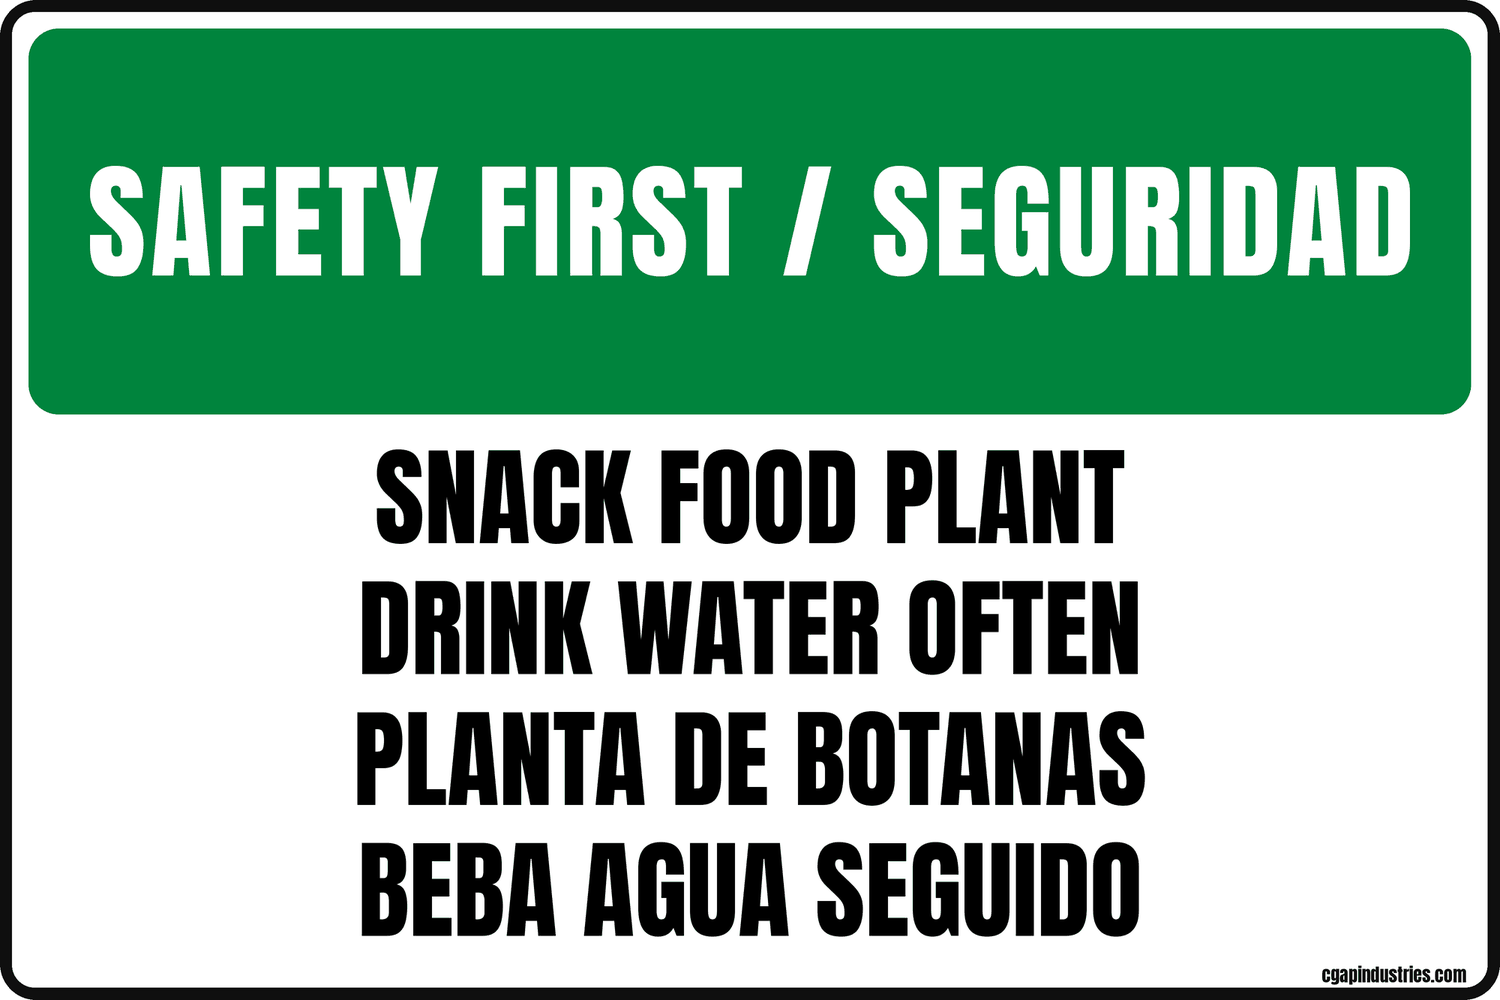 SAFETY FIRST / SEGURIDAD
SNACK FOOD PLANT
DRINK WATER OFTEN
PLANTA DE BOTANAS
BEBA AGUA SEGUIDO
cgapindustries.com